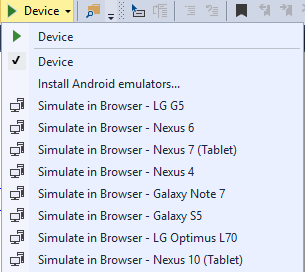 Device
Device
Device
Install Android emulators...
Simulate in Browser - LG G5
Simulate in Browser - Nexus 6
Simulate in Browser - Nexus 7 (Tablet)
Simulate in Browser - Nexus 4
Simulate in Browser - Galaxy Note 7
Simulate in Browser - Galaxy S5
Simulate in Browser - LG Optimus L70
Simulate in Browser - Nexus 10 (Tablet)